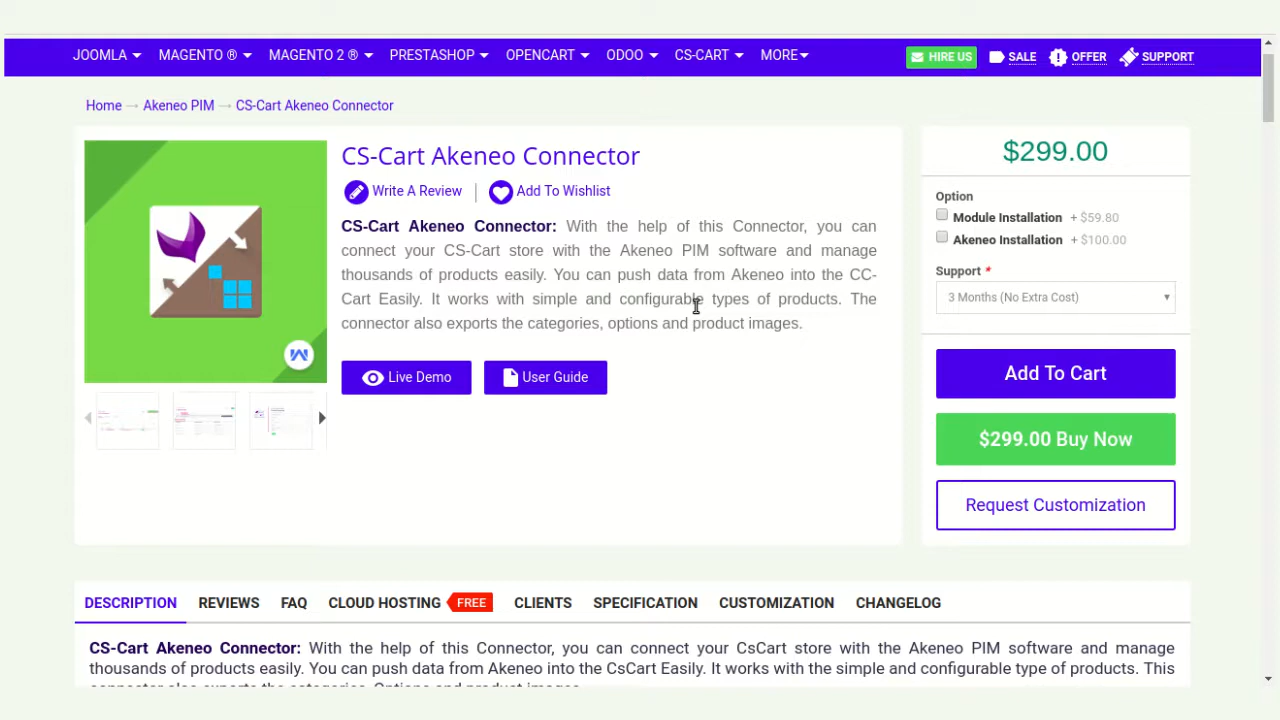 JOOMLA MAGENTO ® MAGENTO 2 ® PRESTASHOP OPENCART ODOO CS-CART MORE HIRE US SALE OFFER SUPPORT
Home → Akeneo PIM → CS-Cart Akeneo Connector
CS-Cart Akeneo Connector
Write A Review | Add To Wishlist
CS-Cart Akeneo Connector: With the help of this Connector, you can
connect your CS-Cart store with the Akeneo PIM software and manage
thousands of products easily. You can push data from Akeneo into the CC-
Cart Easily. It works with simple and configurable types of products. The
connector also exports the categories, options and product images.
Live Demo User Guide
$299.00
Option
Module Installation + $59.80
Akeneo Installation + $100.00
Support *
3 Months (No Extra Cost)
Add To Cart
$299.00 Buy Now
Request Customization
DESCRIPTION REVIEWS FAQ CLOUD HOSTING FREE CLIENTS SPECIFICATION CUSTOMIZATION CHANGELOG
CS-Cart Akeneo Connector: With the help of this Connector, you can connect your CsCart store with the Akeneo PIM software and manage
thousands of products easily. You can push data from Akeneo into the CsCart Easily. It works with the simple and configurable type of products. This
connector also exports the categories, Options and product images.